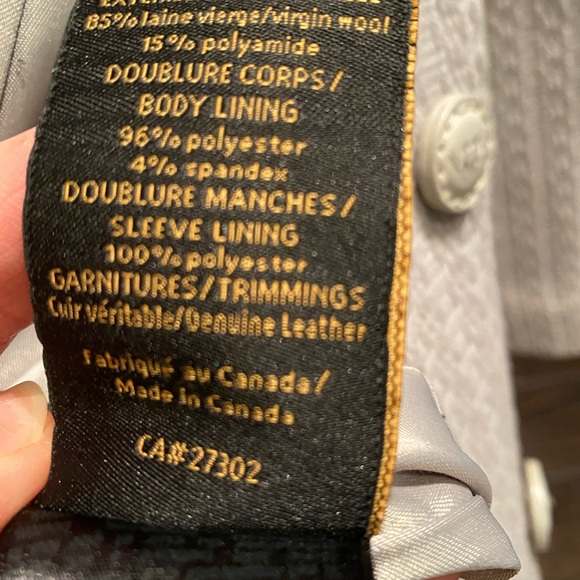 85% laine vierge/virgin wool
15% polyamide
DOUBLURE CORPS/
BODY LINING
96% polyester
4% spandex
DOUBLURE MANCHES/
SLEEVE LINING
100% polyester
GARNITURES/TRIMMINGS
Cuir véritable/Genuine Leather
Fabriqué au Canada/
Made in Canada
CA#27302